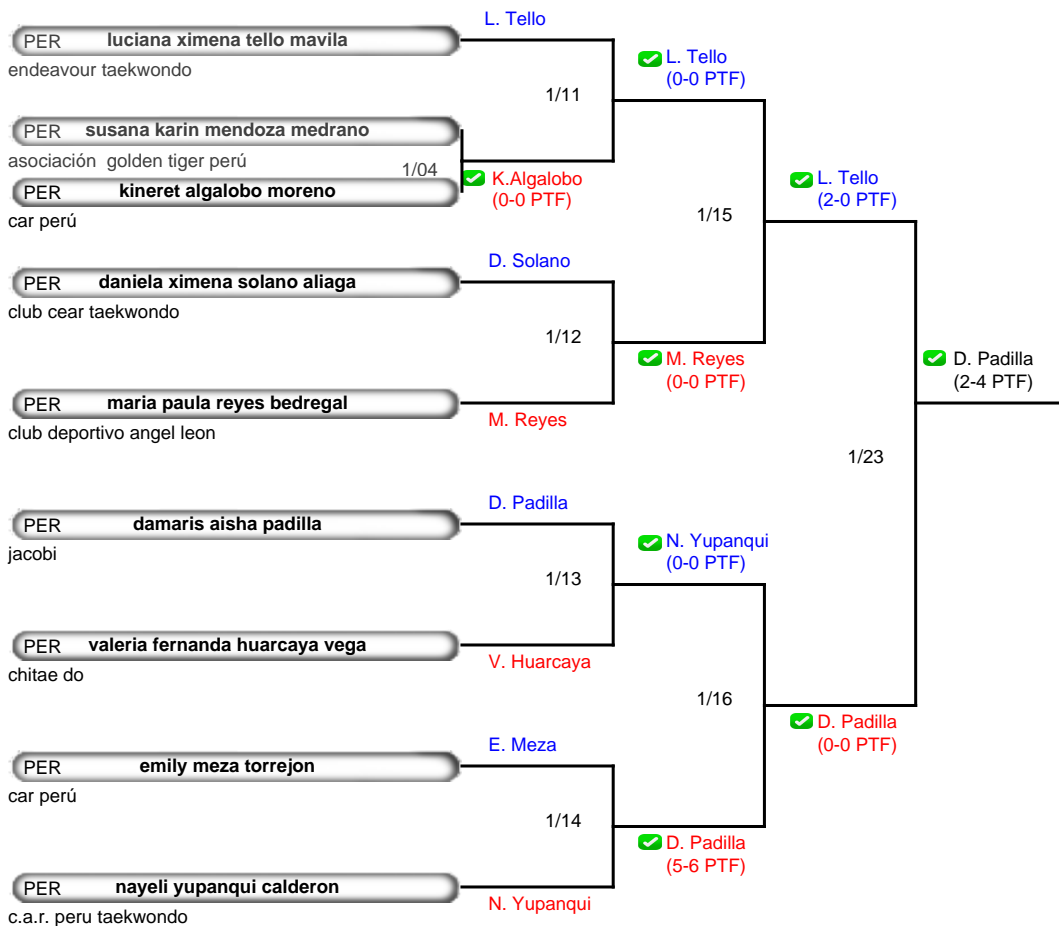 L. Tello
PER luciana ximena tello mavila
endeavour taekwondo
L. Tello
(0-0 PTF)
1/11
PER susana karin mendoza medrano
asociación golden tiger perú
1/04
K.Algalobo
(0-0 PTF)
PER kineret algalobo moreno
car perú
L. Tello
(2-0 PTF)
1/15
D. Solano
PER daniela ximena solano aliaga
club cear taekwondo
1/12
M. Reyes
(0-0 PTF)
D. Padilla
(2-4 PTF)
PER maria paula reyes bedregal
club deportivo angel leon
M. Reyes
1/23
D. Padilla
PER damaris aisha padilla
jacobi
N. Yupanqui
(0-0 PTF)
1/13
PER valeria fernanda huarcaya vega
chitae do
V. Huarcaya
1/16
D. Padilla
(0-0 PTF)
E. Meza
PER emily meza torrejon
car perú
1/14
D. Padilla
(5-6 PTF)
PER nayeli yupanqui calderon
c.a.r. peru taekwondo
N. Yupanqui